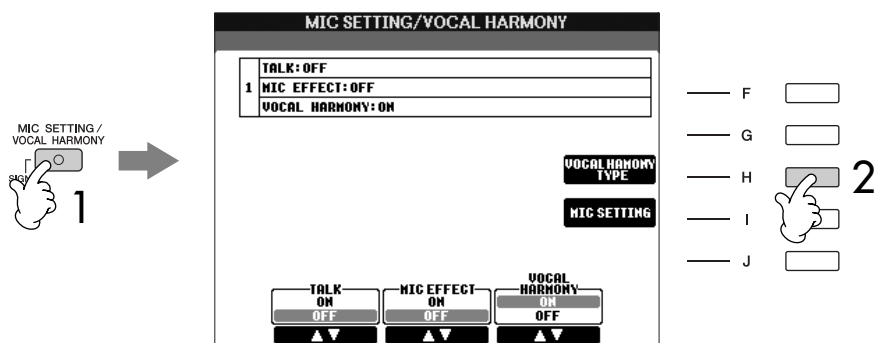 MIC SETTING/VOCAL HARMONY
TALK:OFF
1 MIC EFFECT:OFF
VOCAL HARMONY:ON
MIC SETTING /
VOCAL HARMONY
1
VOCAL HAMONY
TYPE
MIC SETTING
F
G
H
2
I
J
TALK
ON
OFF
MIC EFFECT
ON
OFF
VOCAL
HARMONY
ON
OFF